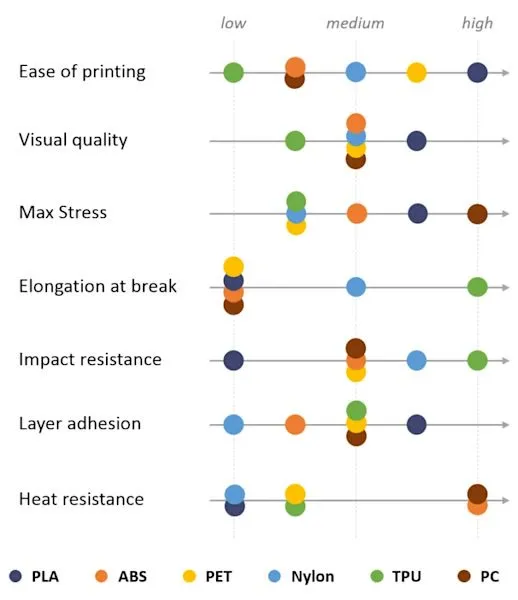 low medium high
Ease of printing
Visual quality
Max Stress
Elongation at break
Impact resistance
Layer adhesion
Heat resistance
PLA ABS PET Nylon TPU PC